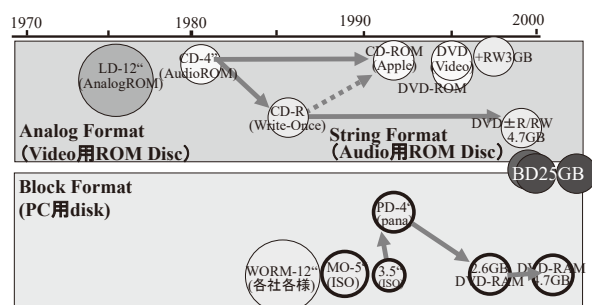 1970 1980 1990 2000
LD-12“
(AnalogROM)
CD-4“
(AudioROM)
CD-R
(Write-Once)
CD-ROM
(Apple)
DVD
(Video)
DVD-ROM
+RW3GB
DVD±R/RW
4.7GB
Analog Format
（Video用ROM Disc）
String Format
（Audio用ROM Disc）
BD25GB
Block Format
(PC用disk)
WORM-12“
(各社各様)
MO-5“
(ISO)
3.5“
(ISO)
PD-4“
(pana)
2.6GB
DVD-RAM
DVD-RAM
4.7GB